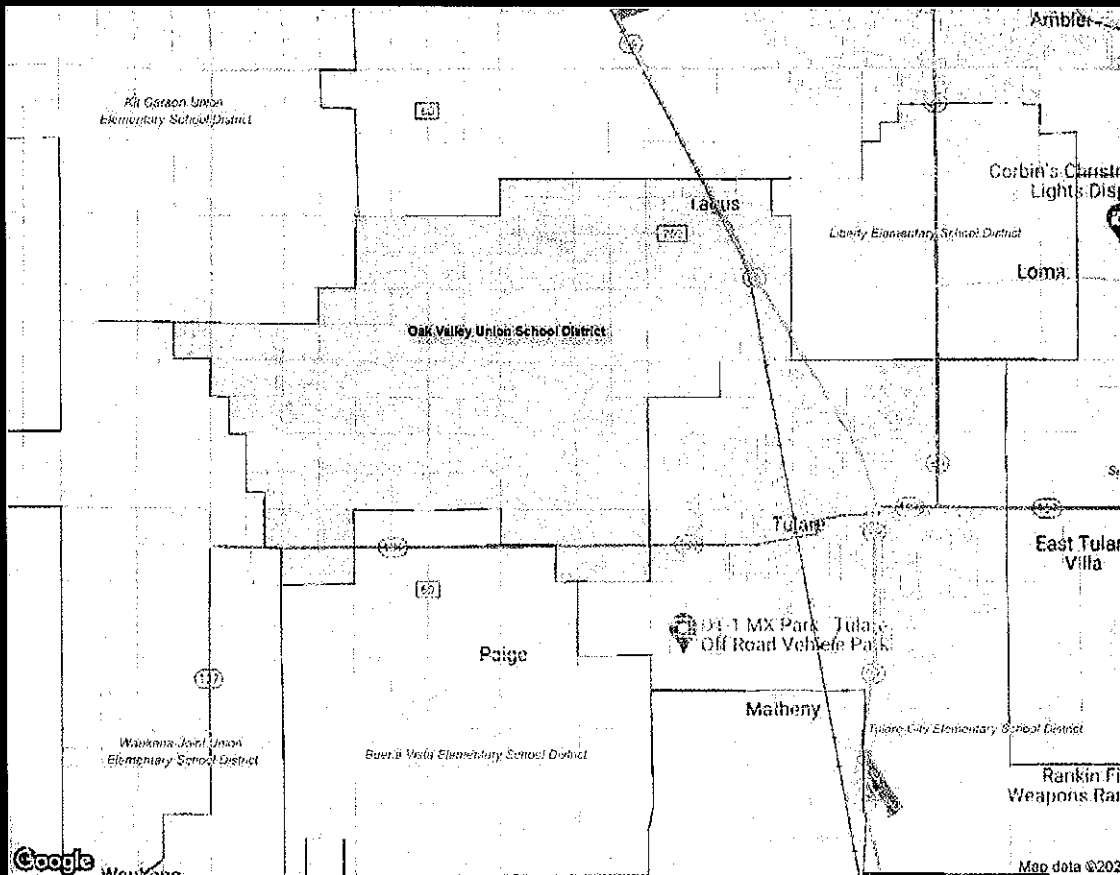 Ambler
Kit Carson Union
Elementary School District
Corbin's
Lights
Tagus
Liberty Elementary School District
Loma
Oak Valley Union School District
Tulare
East Tular
Villa
Off Road Vehicle Park
Paige
Matheny
Waukena Joint Union
Elementary School District
Buena Vista Elementary School District
Tulare City Elementary School District
Rankin Fi
Weapons Ran
137
Google
Map data ©202